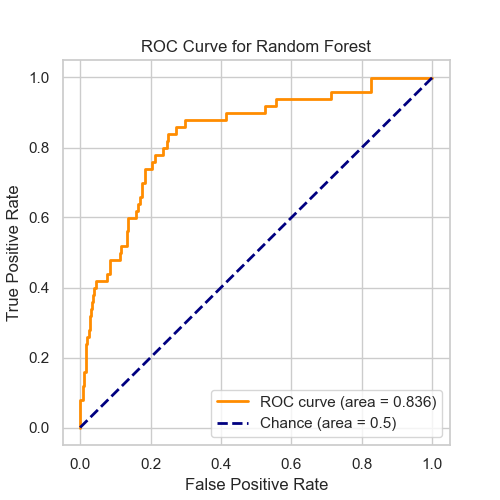 ROC Curve for Random Forest
1.0
0.8
0.6
0.4
0.2
0.0
True Positive Rate
ROC curve (area = 0.836)
Chance (area = 0.5)
0.0 0.2 0.4 0.6 0.8 1.0
False Positive Rate